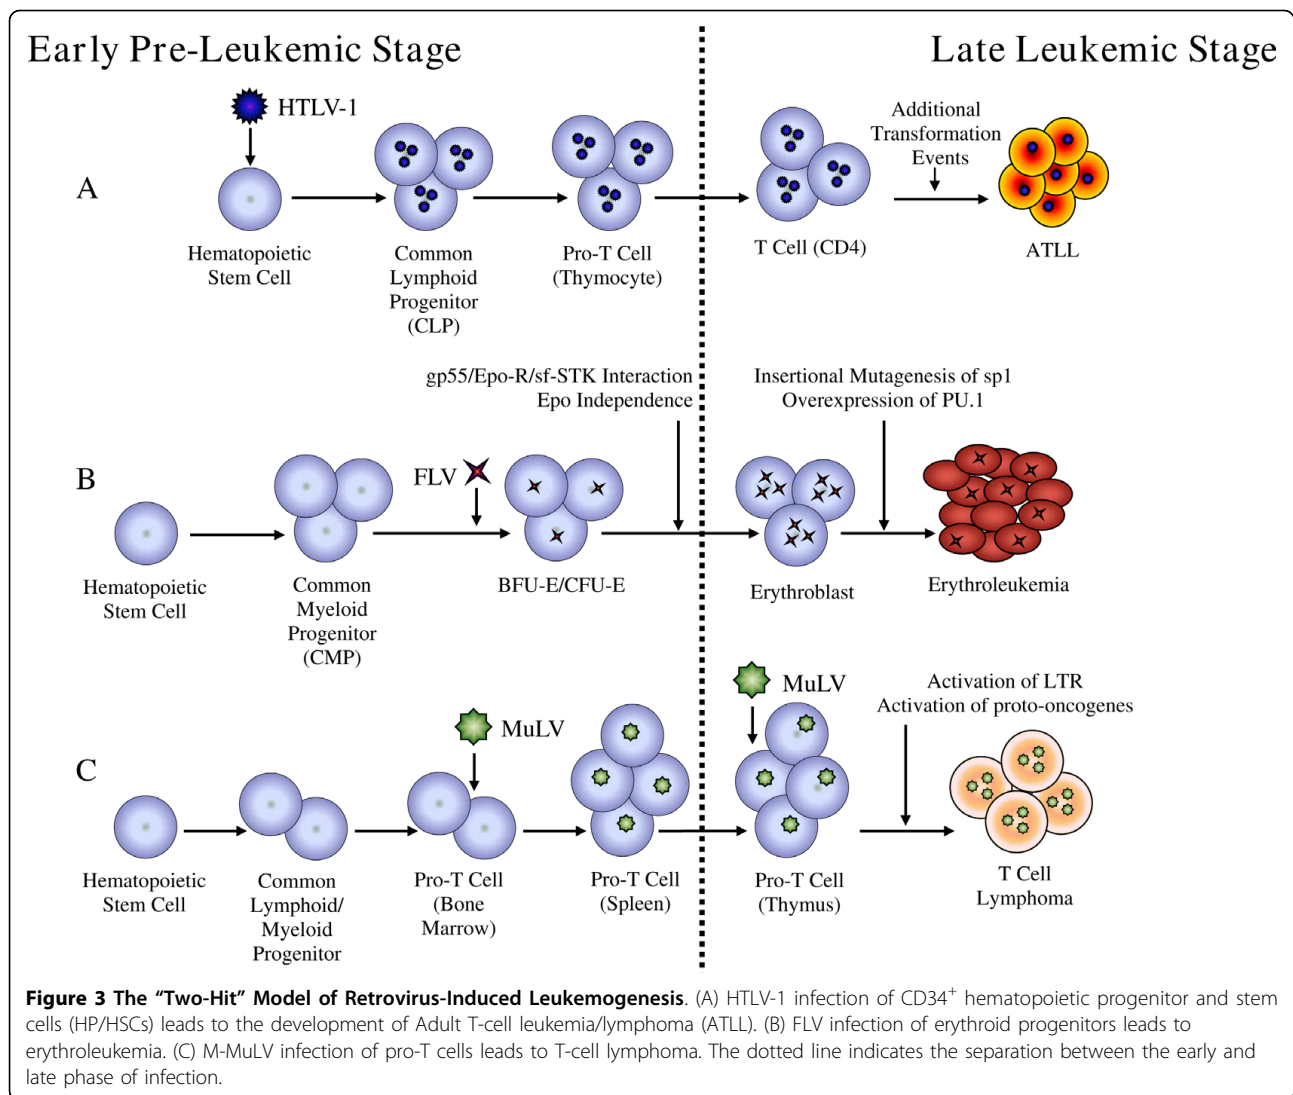 Early Pre-Leukemic Stage
Late Leukemic Stage
HTLV-1
Additional
Transformation
Events
A
Hematopoietic
Stem Cell
Common
Lymphoid
Progenitor
(CLP)
Pro-T Cell
(Thymocyte)
T Cell (CD4)
ATLL
gp55/Epo-R/sf-STK Interaction
Epo Independence
Insertional Mutagenesis of sp1
Overexpression of PU.1
B
FLV
Hematopoietic
Stem Cell
Common
Myeloid
Progenitor
(CMP)
BFU-E/CFU-E
Erythroblast
Erythroleukemia
MuLV
MuLV
Activation of LTR
Activation of proto-oncogenes
C
Hematopoietic
Stem Cell
Common
Lymphoid/
Myeloid
Progenitor
Pro-T Cell
(Bone
Marrow)
Pro-T Cell
(Spleen)
Pro-T Cell
(Thymus)
T Cell
Lymphoma
Figure 3 The “Two-Hit” Model of Retrovirus-Induced Leukemogenesis. (A) HTLV-1 infection of CD34⁺ hematopoietic progenitor and stem
cells (HP/HSCs) leads to the development of Adult T-cell leukemia/lymphoma (ATLL). (B) FLV infection of erythroid progenitors leads to
erythroleukemia. (C) M-MuLV infection of pro-T cells leads to T-cell lymphoma. The dotted line indicates the separation between the early and
late phase of infection.